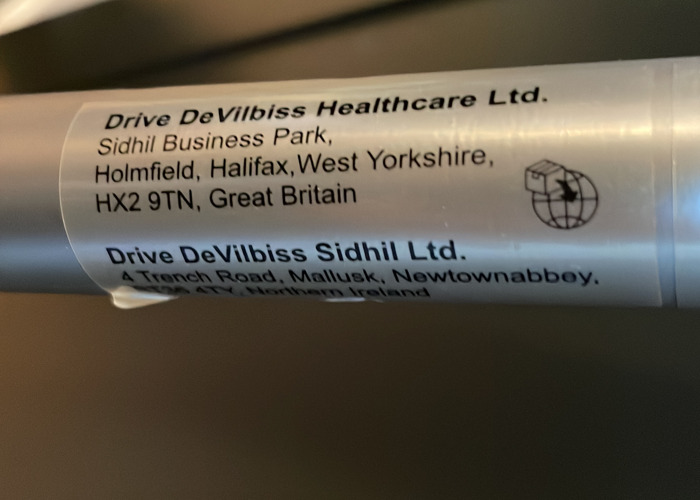 Drive DeVilbiss Healthcare Ltd.
Sidhil Business Park,
Holmfield, Halifax,West Yorkshire,
HX2 9TN, Great Britain
Drive DeVilbiss Sidhil Ltd.
4 Trench Road, Mallusk, Newtownabbey,
4TY, Northern Ireland